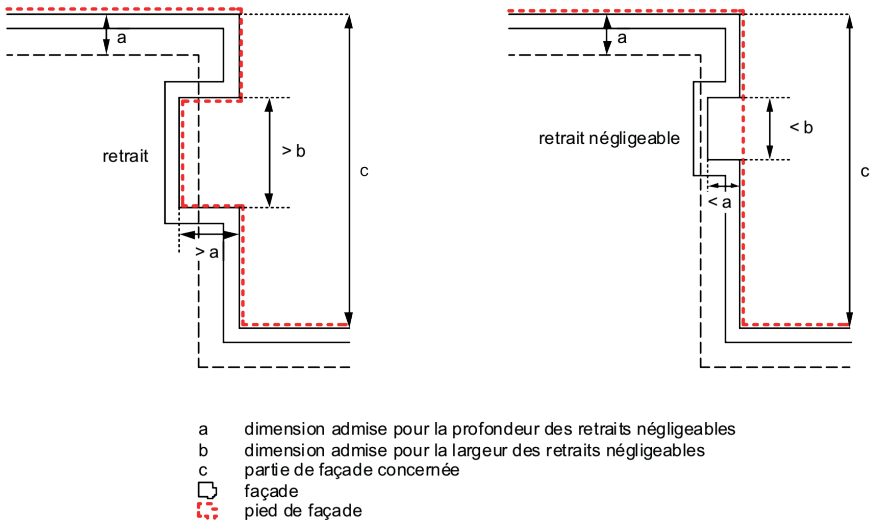 a
retrait
> b
> a
c
a
retrait négligeable
< b
< a
c
a dimension admise pour la profondeur des retraits négligeables
b dimension admise pour la largeur des retraits négligeables
c partie de façade concernée
façade
pied de façade